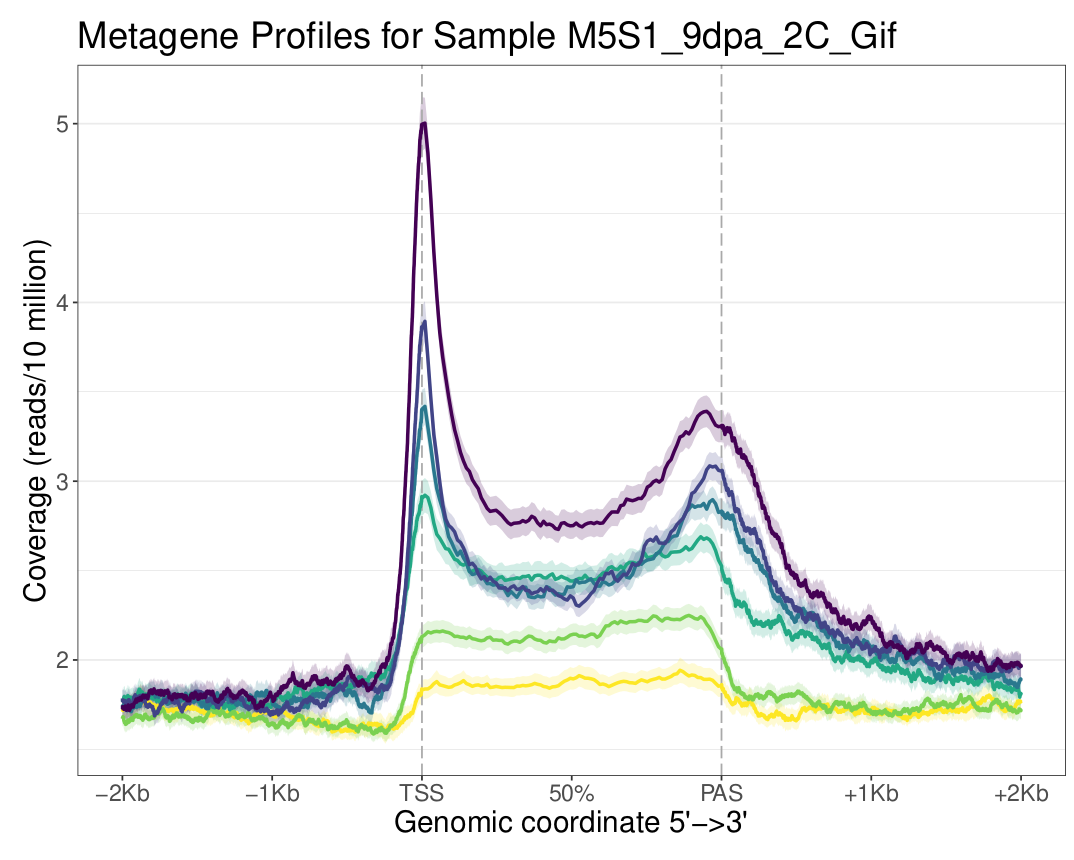 Metagene Profiles for Sample M5S1_9dpa_2C_Gif
Coverage (reads/10 million)
5
4
3
2
−2Kb
−1Kb
TSS
50%
PAS
+1Kb
+2Kb
Genomic coordinate 5'−>3'